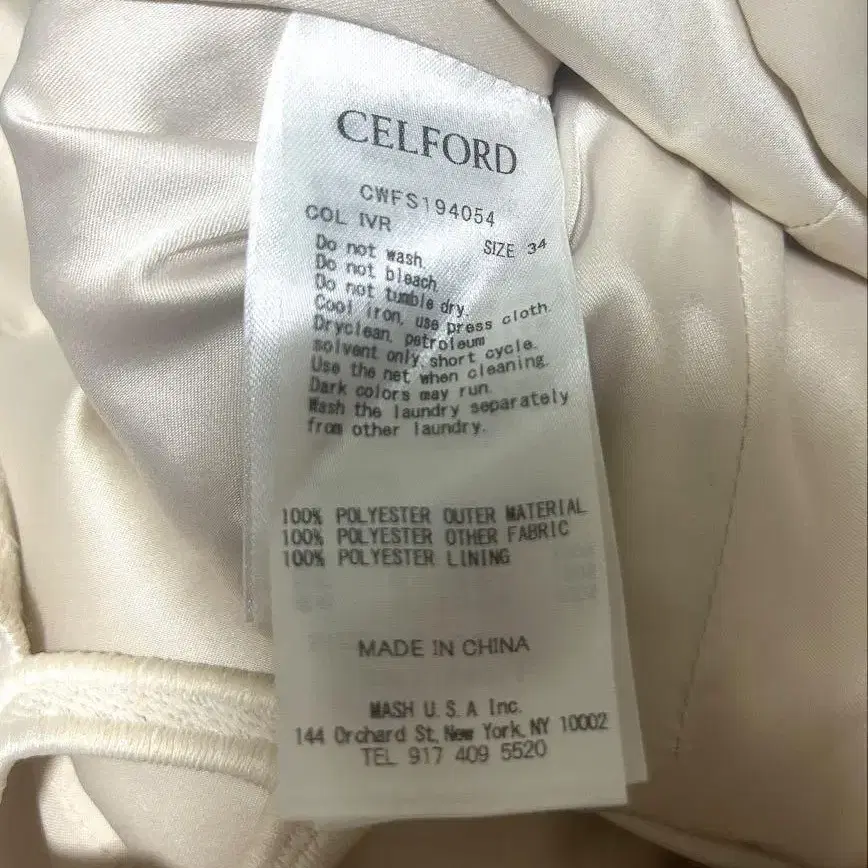 CELFORD
CWFS194054
COL IVR
SIZE 34
Do not wash.
Do not bleach.
Do not tumble dry.
Cool iron, use press cloth.
Dryclean, petroleum
solvent only, short cycle.
Use the net when cleaning.
Dark colors may run.
Wash the laundry separately
from other laundry.
100% POLYESTER OUTER MATERIAL
100% POLYESTER OTHER FABRIC
100% POLYESTER LINING
MADE IN CHINA
MASH U.S.A Inc.
144 Orchard St, New York, NY 10002
TEL 917 409 5520